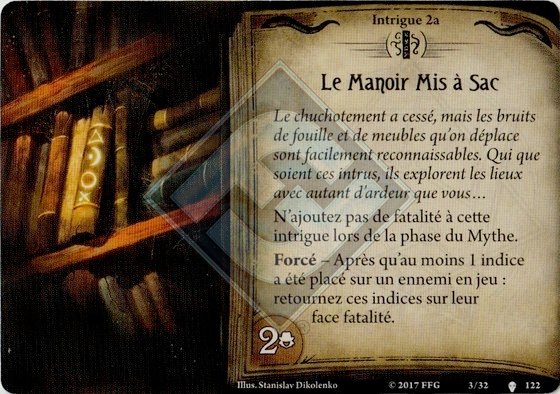 Intrigue 2a
Le Manoir Mis à Sac
Le chuchotement a cessé, mais les bruits
de fouille et de meubles qu'on déplace
sont facilement reconnaissables. Qui que
soient ces intrus, ils explorent les lieux
avec autant d'ardeur que vous…
N'ajoutez pas de fatalité à cette
intrigue lors de la phase du Mythe.
Forcé – Après qu'au moins 1 indice
a été placé sur un ennemi en jeu :
retournez ces indices sur leur
face fatalité.
2
Illus. Stanislav Dikolenko
© 2017 FFG
3/32
122